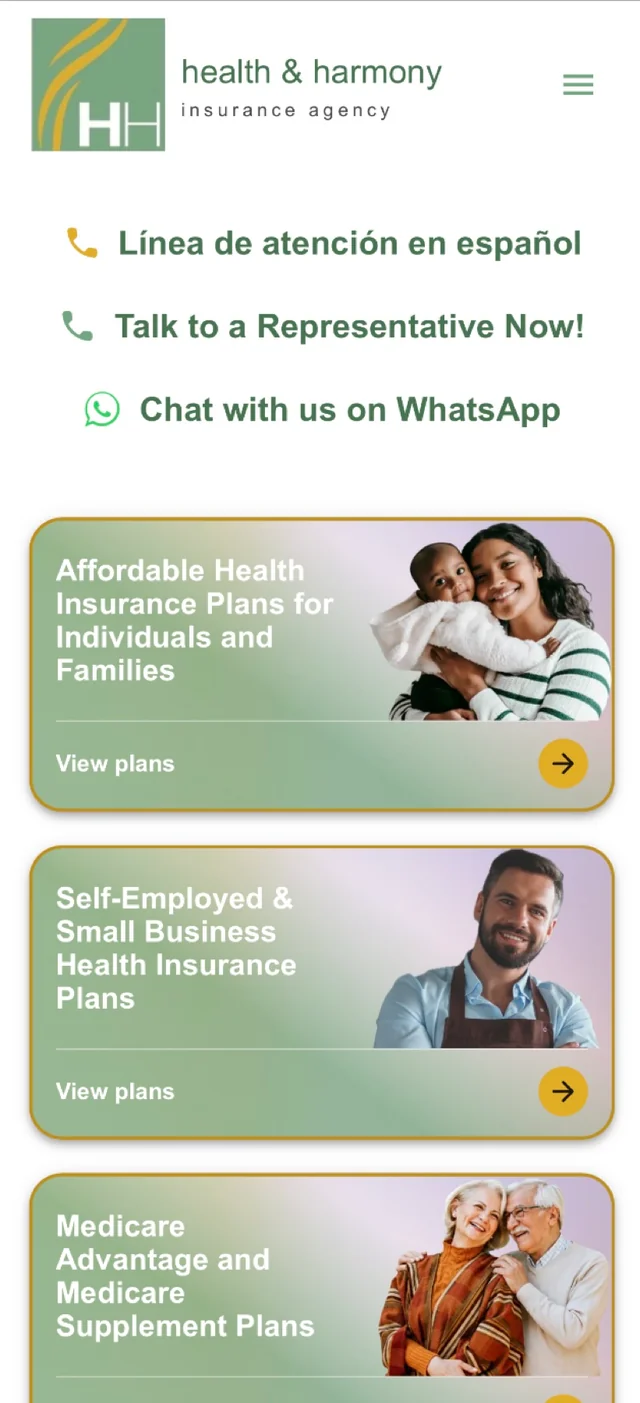 HH
health & harmony
insurance agency
Línea de atención en español
Talk to a Representative Now!
Chat with us on WhatsApp
Affordable Health
Insurance Plans for
Individuals and
Families
View plans
Self-Employed &
Small Business
Health Insurance
Plans
View plans
Medicare
Advantage and
Medicare
Supplement Plans